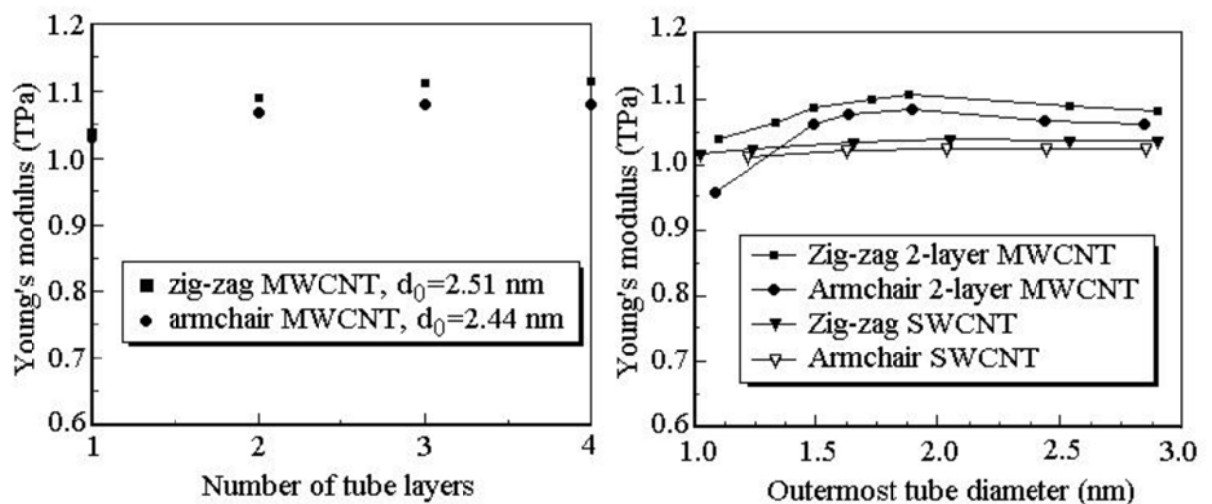 Young's modulus (TPa)
1.2
1.1
1.0
0.9
0.8
0.7
0.6
zig-zag MWCNT, d0=2.51 nm
armchair MWCNT, d0=2.44 nm
1 2 3 4
Number of tube layers
Young's modulus (TPa)
1.2
1.1
1.0
0.9
0.8
0.7
0.6
Zig-zag 2-layer MWCNT
Armchair 2-layer MWCNT
Zig-zag SWCNT
Armchair SWCNT
1.0 1.5 2.0 2.5 3.0
Outermost tube diameter (nm)